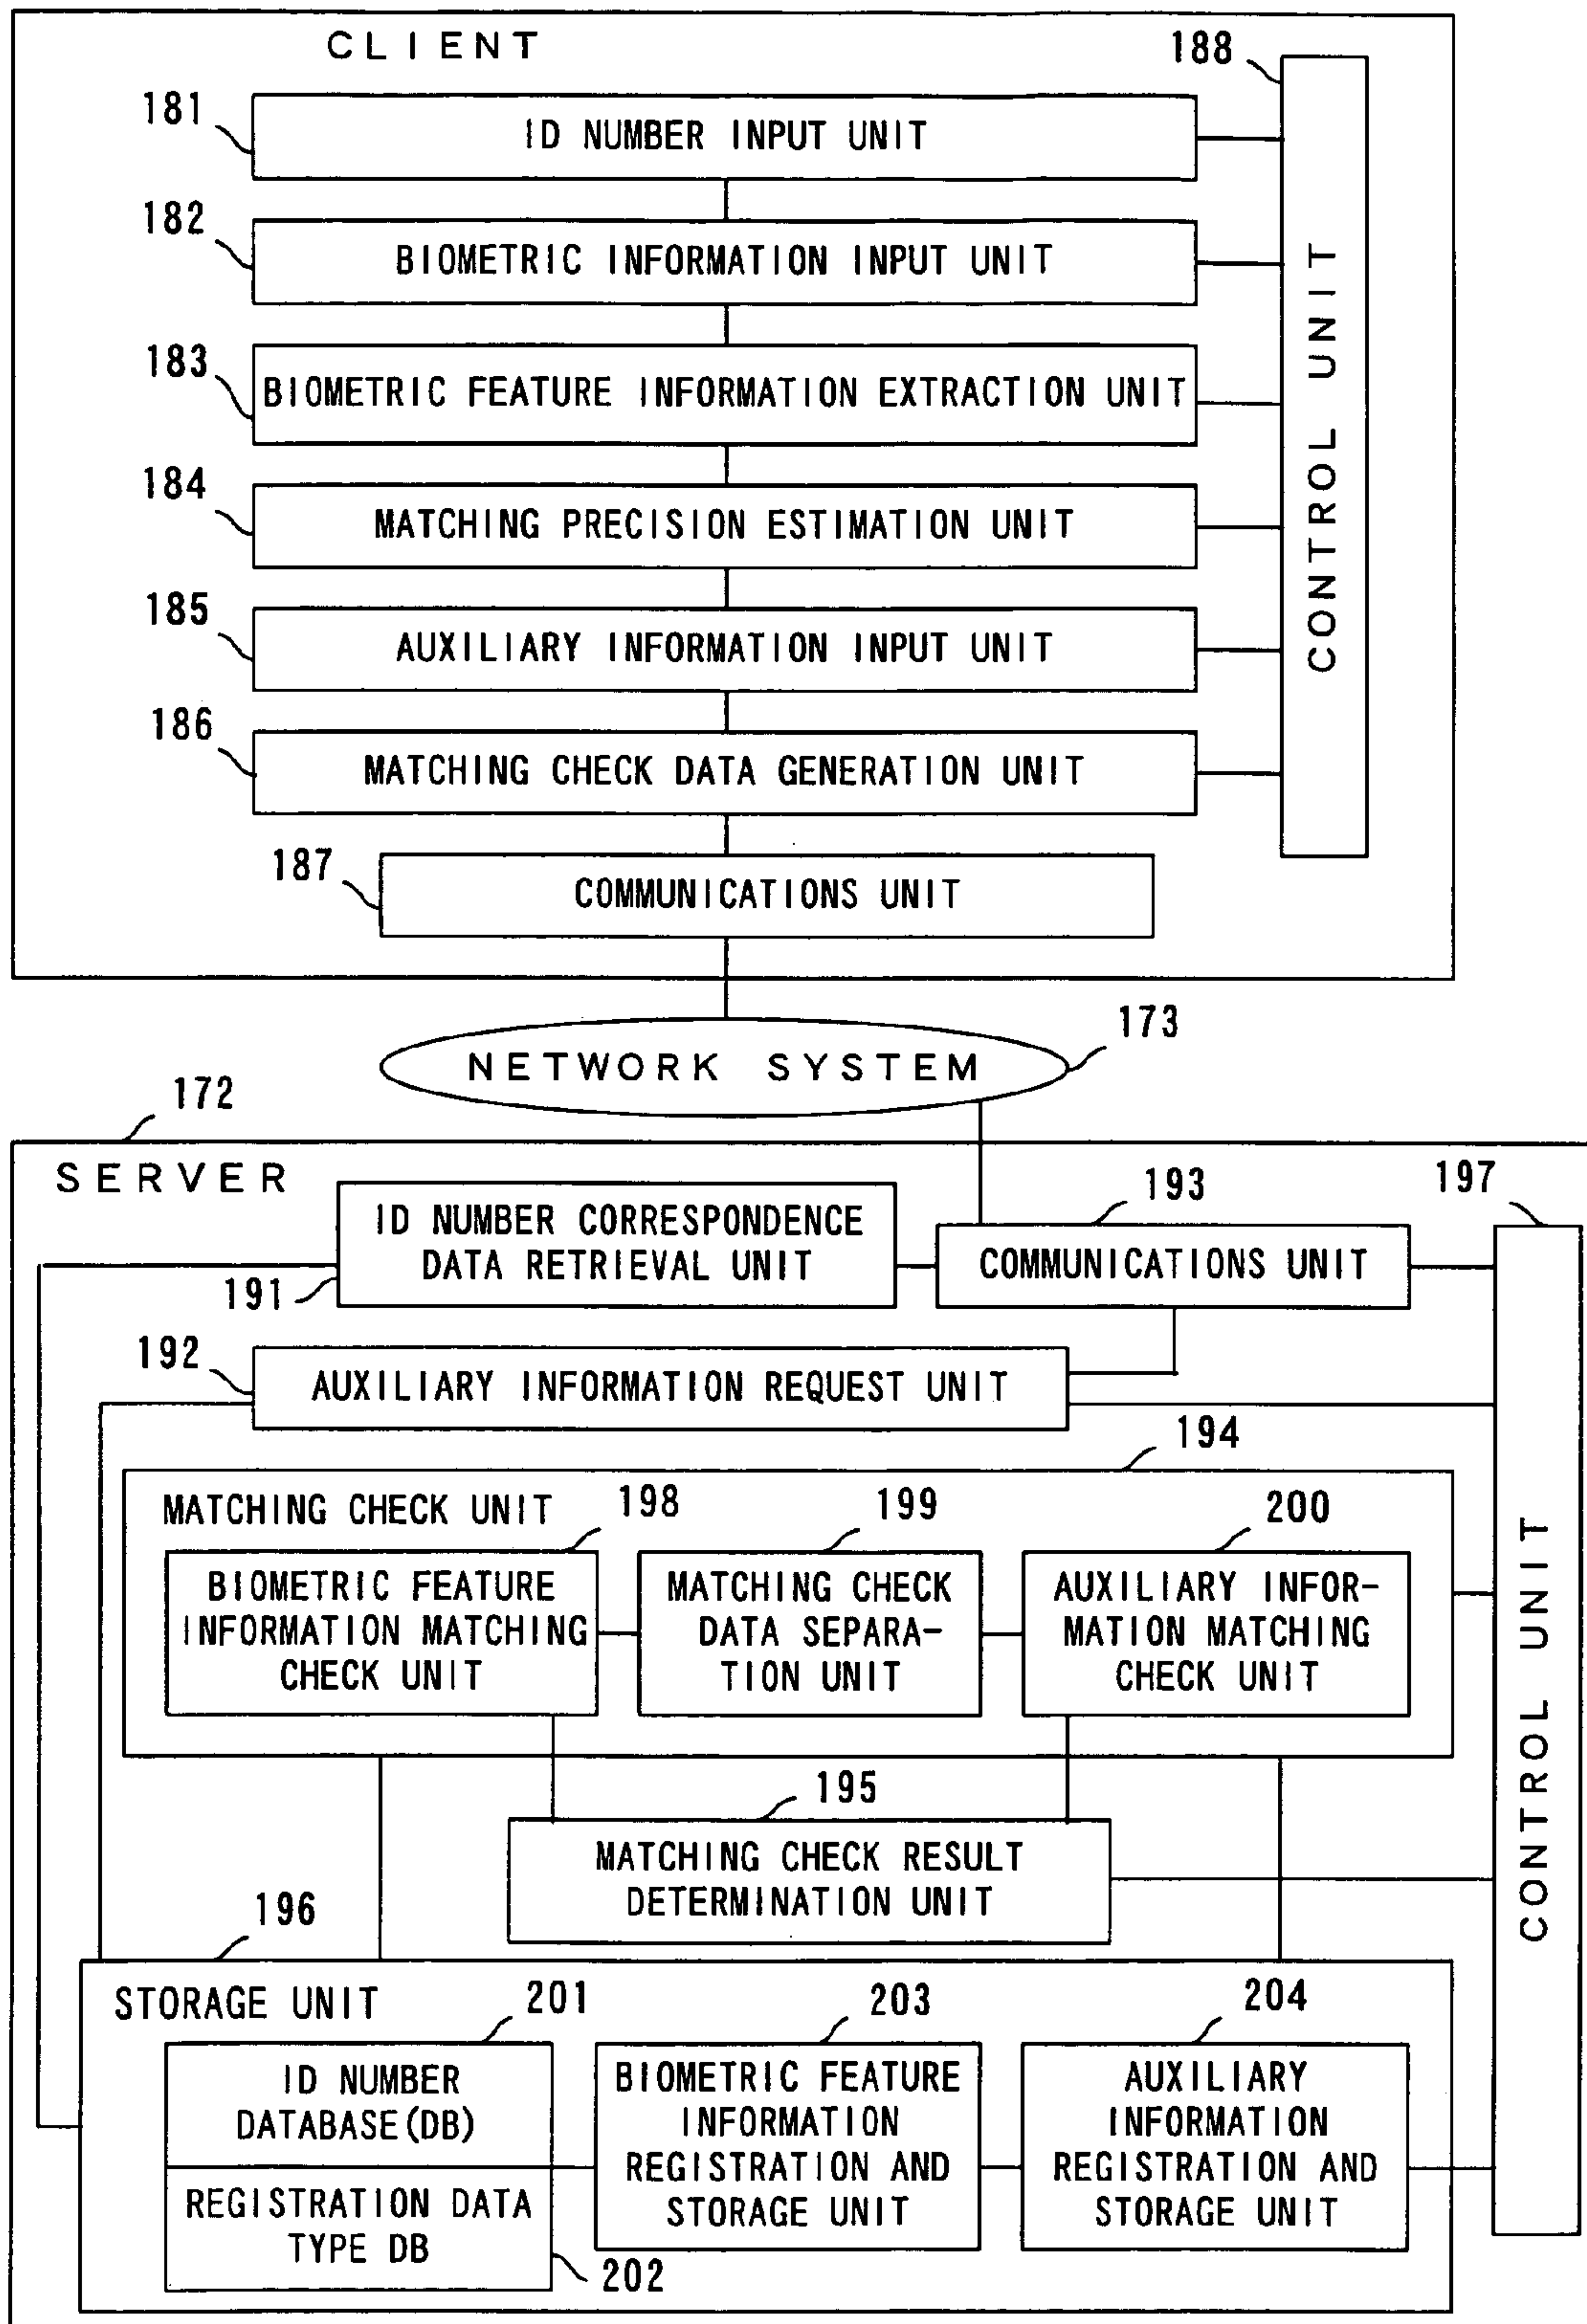 CLIENT
188
181
ID NUMBER INPUT UNIT
182
BIOMETRIC INFORMATION INPUT UNIT
183
BIOMETRIC FEATURE INFORMATION EXTRACTION UNIT
184
MATCHING PRECISION ESTIMATION UNIT
185
AUXILIARY INFORMATION INPUT UNIT
186
MATCHING CHECK DATA GENERATION UNIT
187
COMMUNICATIONS UNIT
CONTROL UNIT
173
NETWORK SYSTEM
172
SERVER
193
197
ID NUMBER CORRESPONDENCE
DATA RETRIEVAL UNIT
191
COMMUNICATIONS UNIT
192
AUXILIARY INFORMATION REQUEST UNIT
194
MATCHING CHECK UNIT
198
199
200
BIOMETRIC FEATURE
INFORMATION MATCHING
CHECK UNIT
MATCHING CHECK
DATA SEPARA-
TION UNIT
AUXILIARY INFOR-
MATION MATCHING
CHECK UNIT
CONTROL UNIT
195
MATCHING CHECK RESULT
DETERMINATION UNIT
196
STORAGE UNIT
201
203
204
ID NUMBER
DATABASE(DB)
REGISTRATION DATA
TYPE DB
202
BIOMETRIC FEATURE
INFORMATION
REGISTRATION AND
STORAGE UNIT
AUXILIARY
INFORMATION
REGISTRATION AND
STORAGE UNIT